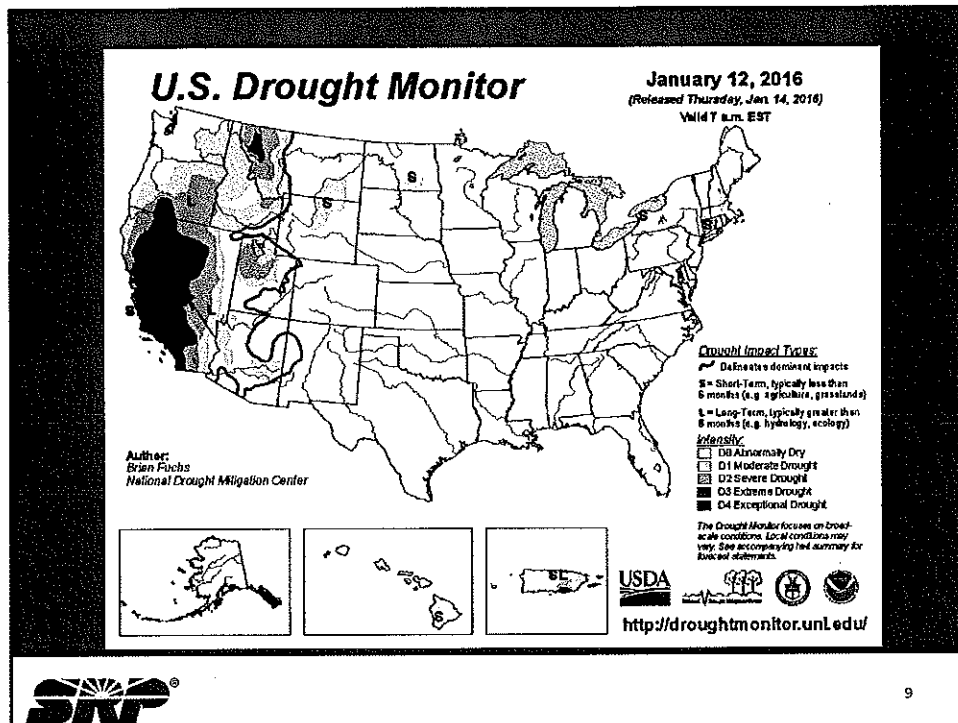 U.S. Drought Monitor
January 12, 2016
(Released Thursday, Jan. 14, 2016)
Valid 7 a.m. EST
L
S
S
S
S
S
Drought Impact Types:
Delineates dominant impacts
S = Short-Term, typically less than
6 months (e.g. agriculture, grasslands)
L = Long-Term, typically greater than
6 months (e.g. hydrology, ecology)
Intensity:
D0 Abnormally Dry
D1 Moderate Drought
D2 Severe Drought
D3 Extreme Drought
D4 Exceptional Drought
Author:
Brian Fuchs
National Drought Mitigation Center
The Drought Monitor focuses on broad-
scale conditions. Local conditions may
vary. See accompanying text summary for
forecast statements.
S
SL
USDA
http://droughtmonitor.unl.edu/
SRP®
9